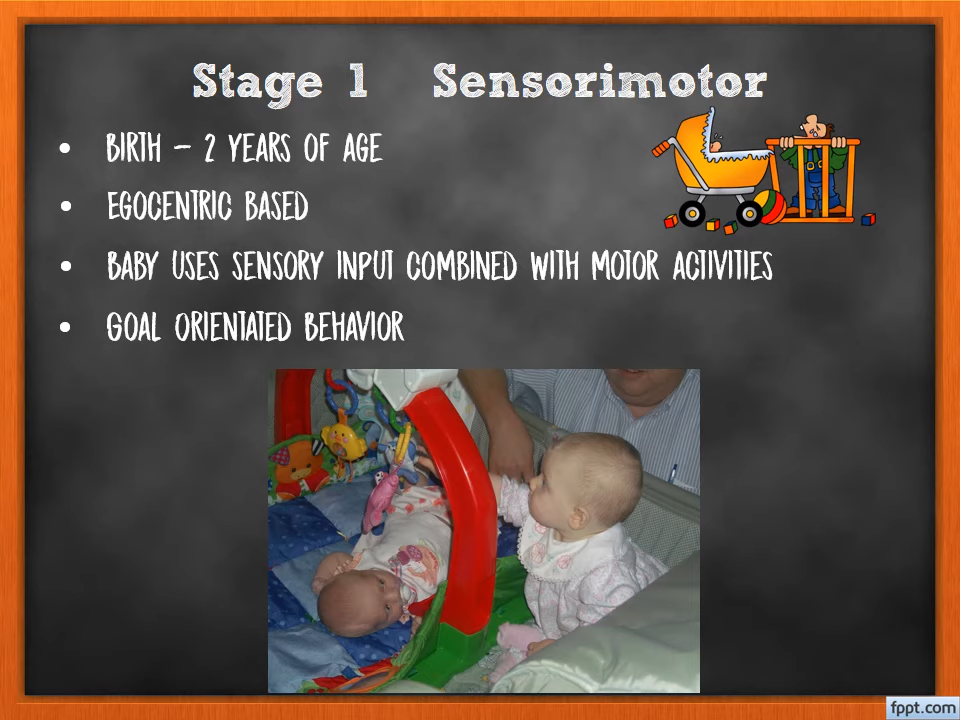 Stage 1 Sensorimotor
• BIRTH – 2 YEARS OF AGE
• EGOCENTRIC BASED
• BABY USES SENSORY INPUT COMBINED WITH MOTOR ACTIVITIES
• GOAL ORIENTATED BEHAVIOR
fppt.com